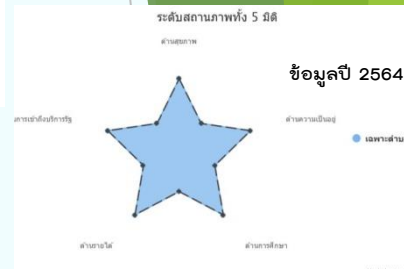 ระดับสถานภาพทั้ง 5 มิติ
ด้านสุขภาพ
ข้อมูลปี 2564
การเข้าถึงบริการรัฐ
ด้านความเป็นอยู่
เฉพาะด้าน
ด้านรายได้
ด้านการศึกษา